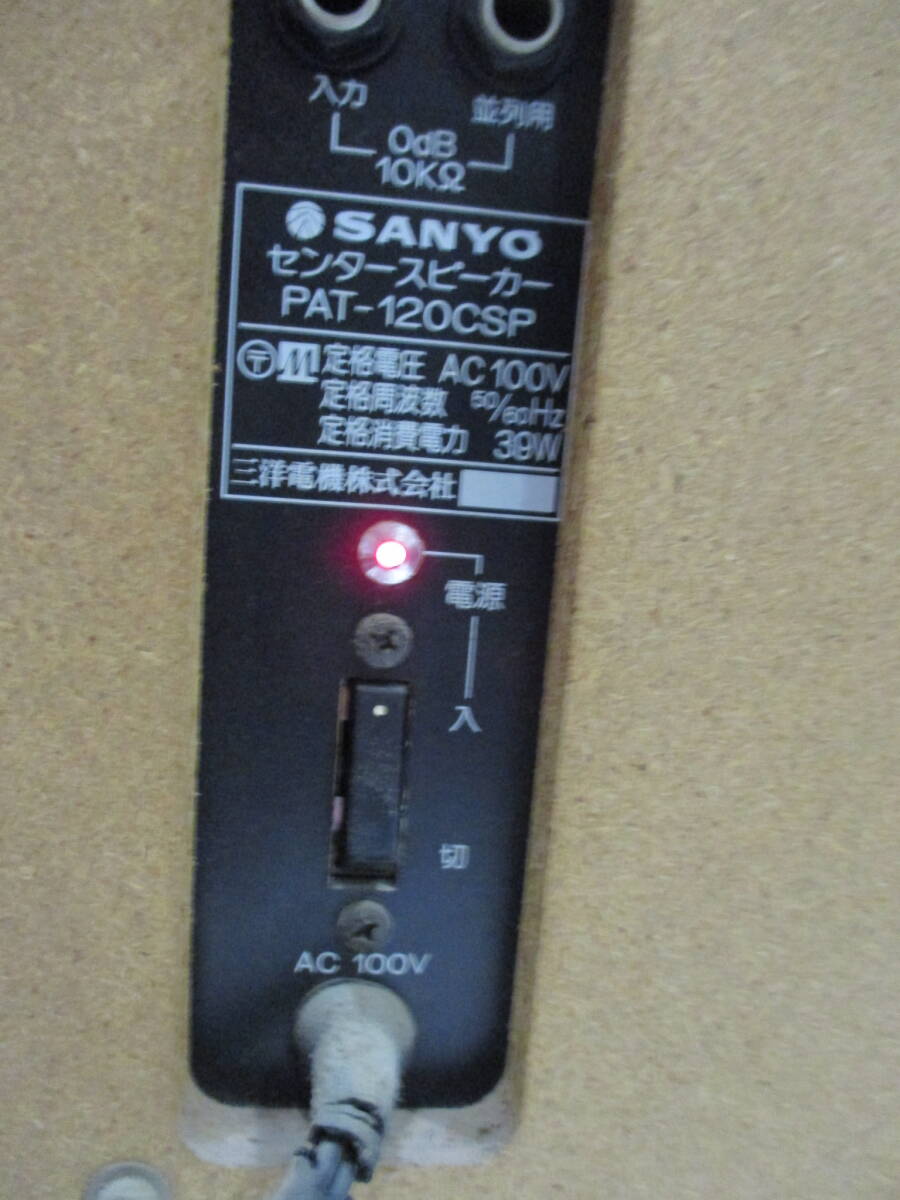 入力
並列用
0dB
10KΩ
SANYO
センタースピーカー
PAT-120CSP
〒 定格電圧 AC 100V
定格周波数 50/60Hz
定格消費電力 39W
三洋電機株式会社
電源
入
切
AC 100V